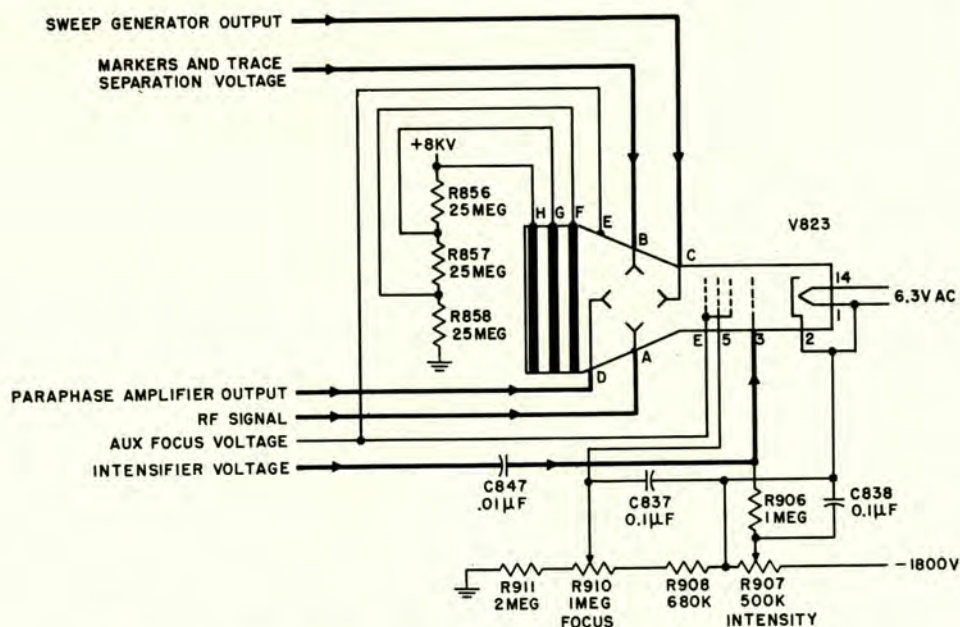 SWEEP GENERATOR OUTPUT
MARKERS AND TRACE
SEPARATION VOLTAGE
+8KV
R856
25MEG
R857
25MEG
R858
25MEG
H G F E
B
C
V823
14
6.3V AC
1
2
3
5
E
A
D
PARAPHASE AMPLIFIER OUTPUT
RF SIGNAL
AUX FOCUS VOLTAGE
INTENSIFIER VOLTAGE
C847
.01µF
C837
0.1µF
R906
1MEG
C838
0.1µF
-1800V
R911
2MEG
R910
1MEG
FOCUS
R908
680K
R907
500K
INTENSITY